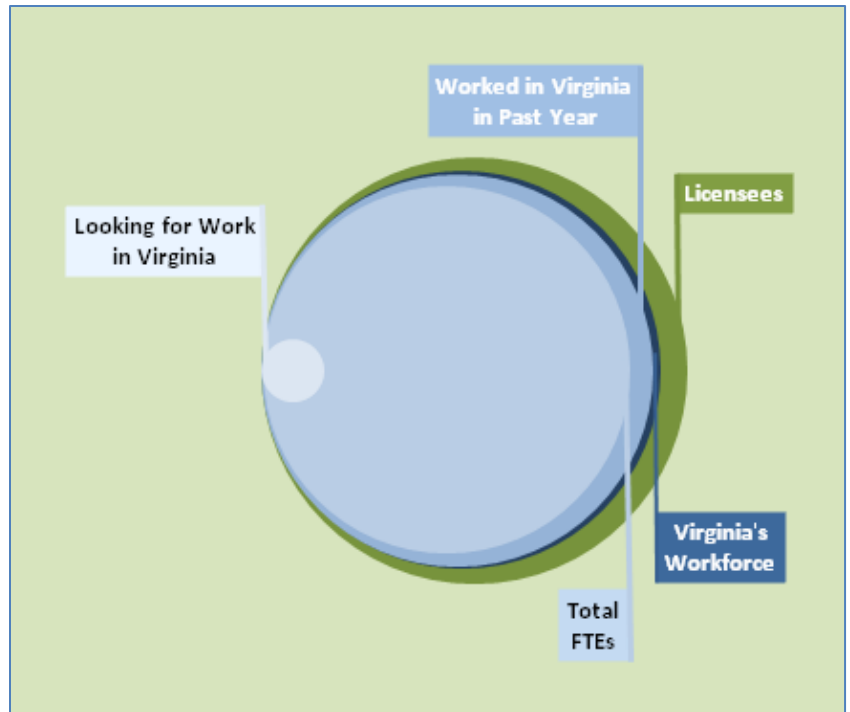 Worked in Virginia
in Past Year
Licensees
Looking for Work
in Virginia
Virginia's
Workforce
Total
FTEs